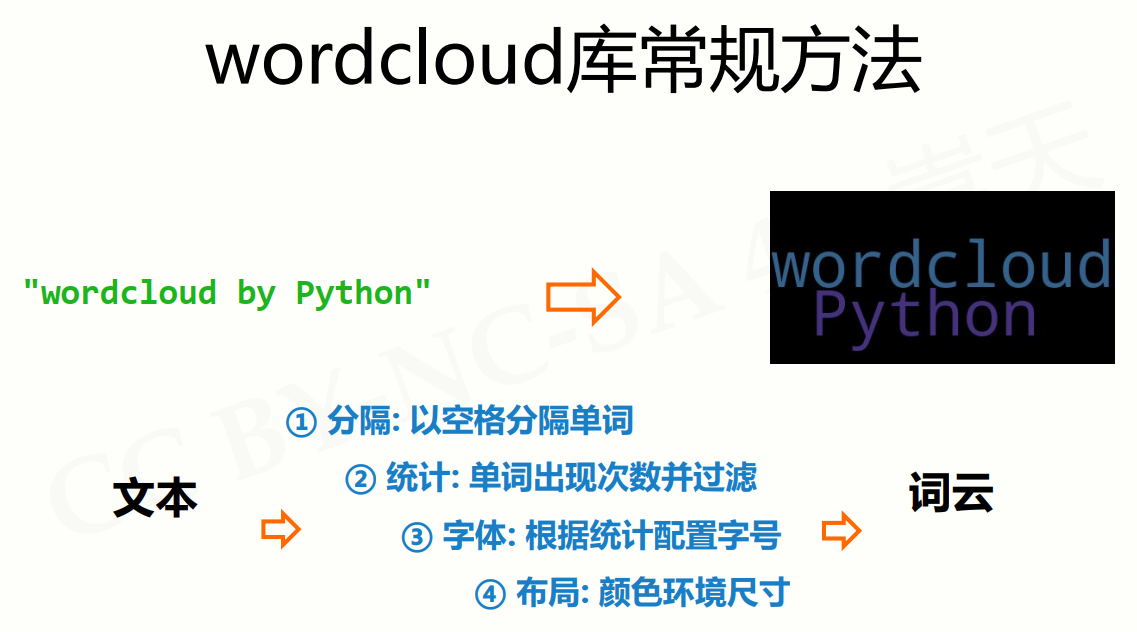 wordcloud库常规方法
"wordcloud by Python"
wordcloud
Python
① 分隔: 以空格分隔单词
② 统计: 单词出现次数并过滤
文本
词云
③ 字体: 根据统计配置字号
④ 布局: 颜色环境尺寸
CC BY-NC-SA 4 嵩天